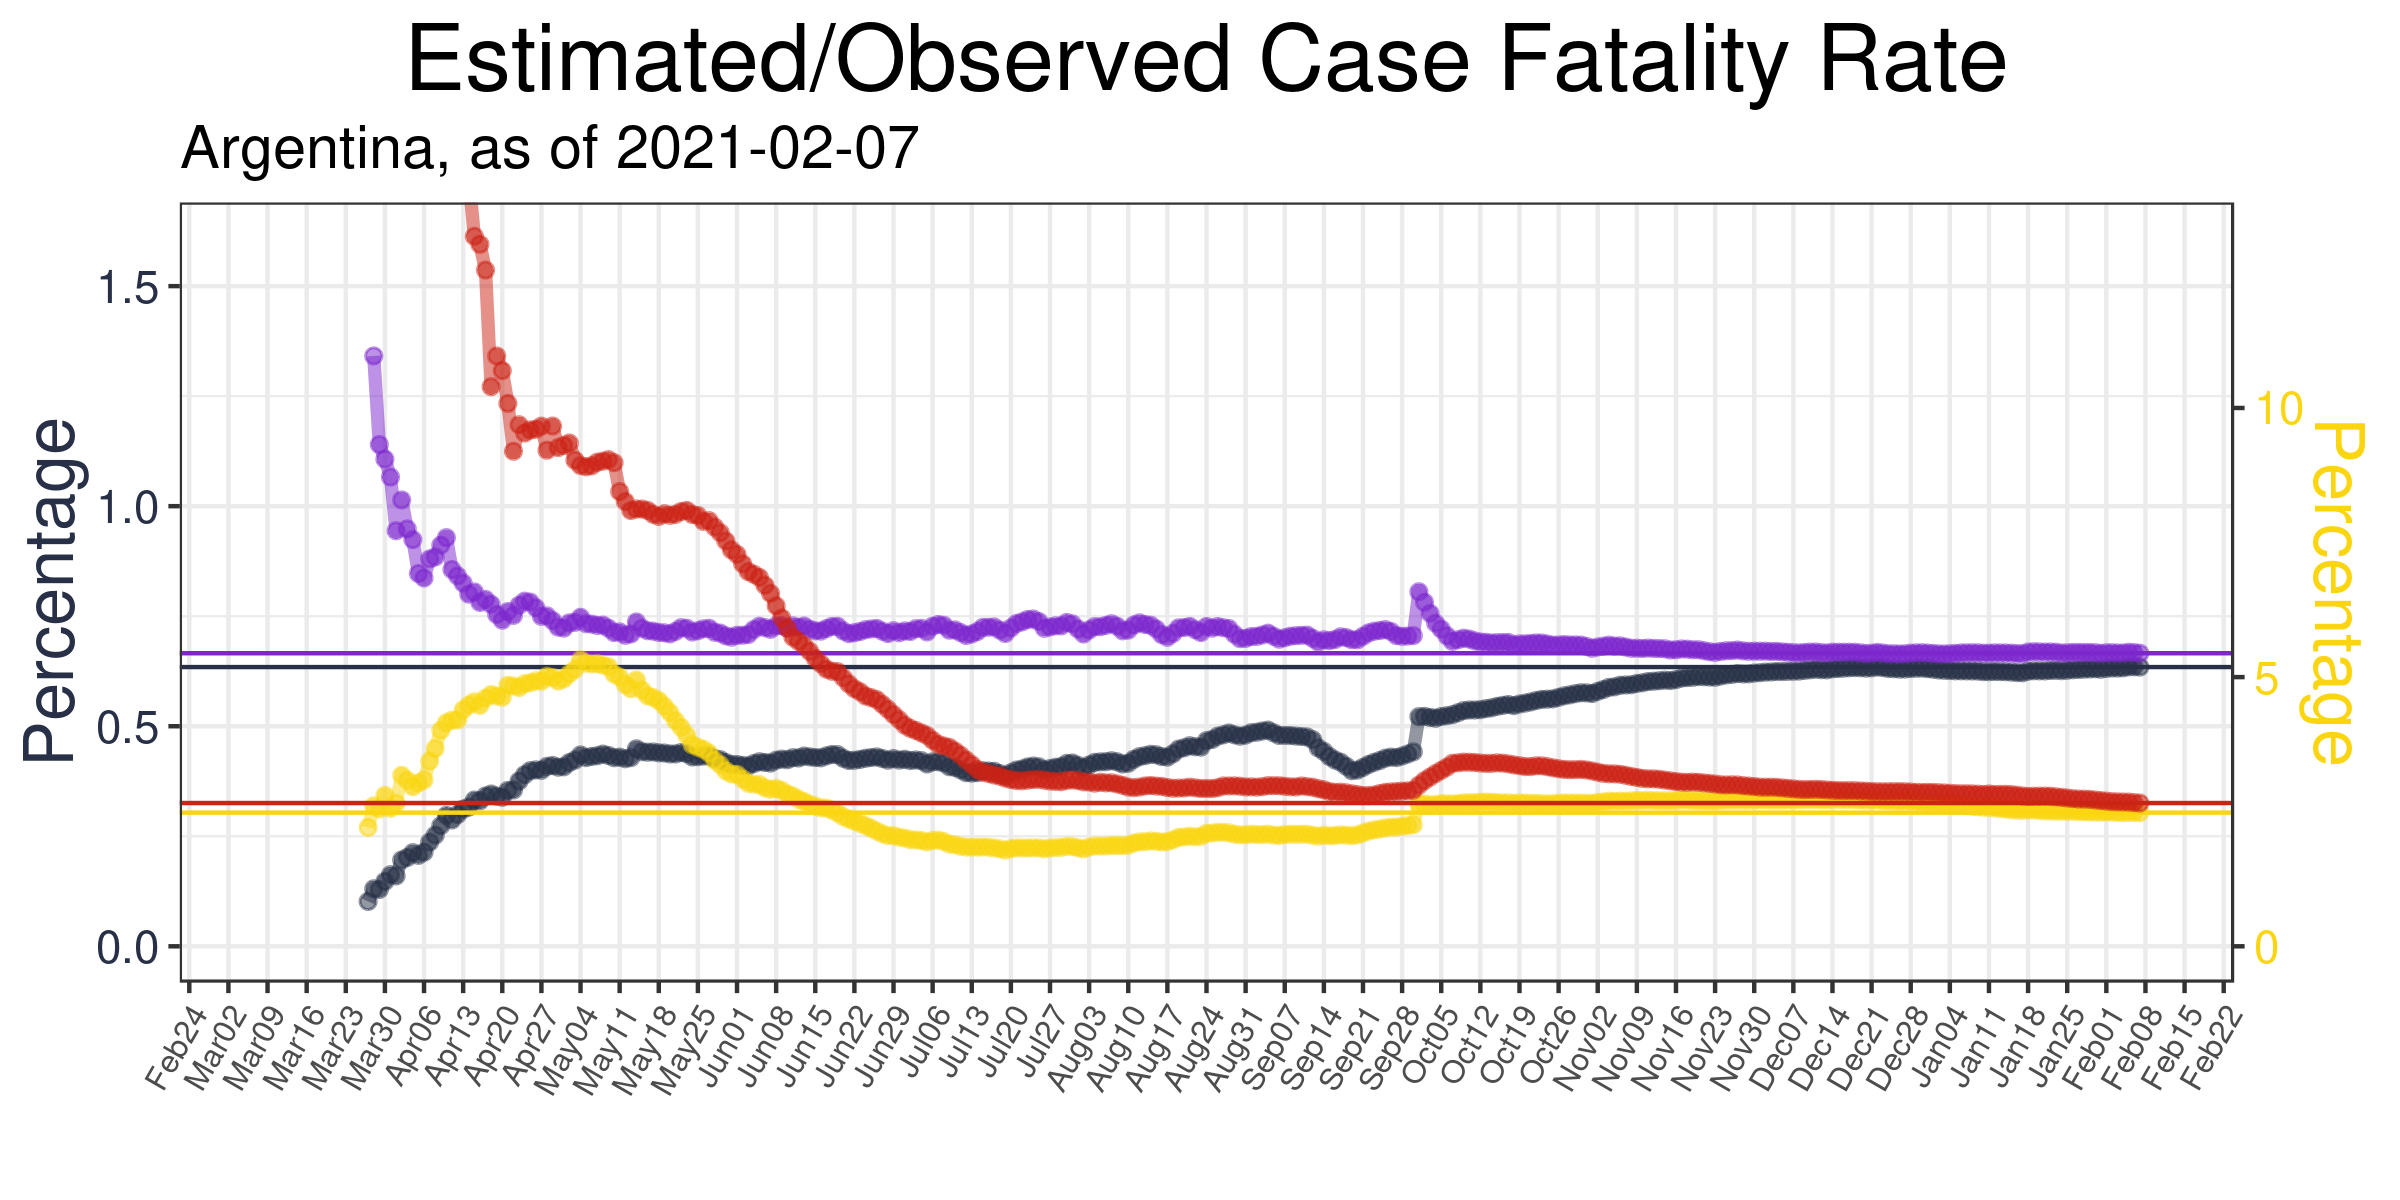 Estimated/Observed Case Fatality Rate
Argentina, as of 2021-02-07
Percentage
1.5
1.0
0.5
0.0
10
5
0
Percentage
Feb24
Mar02
Mar09
Mar16
Mar23
Mar30
Apr06
Apr13
Apr20
Apr27
May04
May11
May18
May25
Jun01
Jun08
Jun15
Jun22
Jun29
Jul06
Jul13
Jul20
Jul27
Aug03
Aug10
Aug17
Aug24
Aug31
Sep07
Sep14
Sep21
Sep28
Oct05
Oct12
Oct19
Oct26
Nov02
Nov09
Nov16
Nov23
Nov30
Dec07
Dec14
Dec21
Dec28
Dec04
Jan11
Jan18
Jan25
Feb01
Feb08
Feb15
Feb22